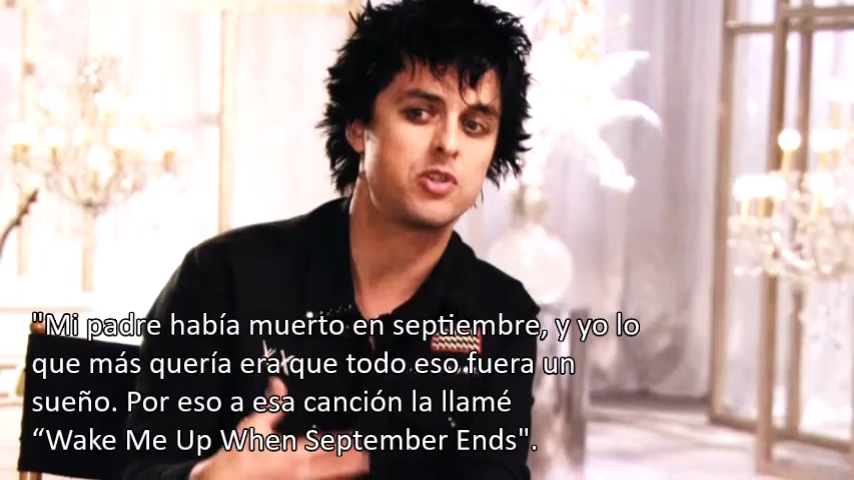 "Mi padre había muerto en septiembre, y yo lo
que más quería era que todo eso fuera un
sueño. Por eso a esa canción la llamé
“Wake Me Up When September Ends".